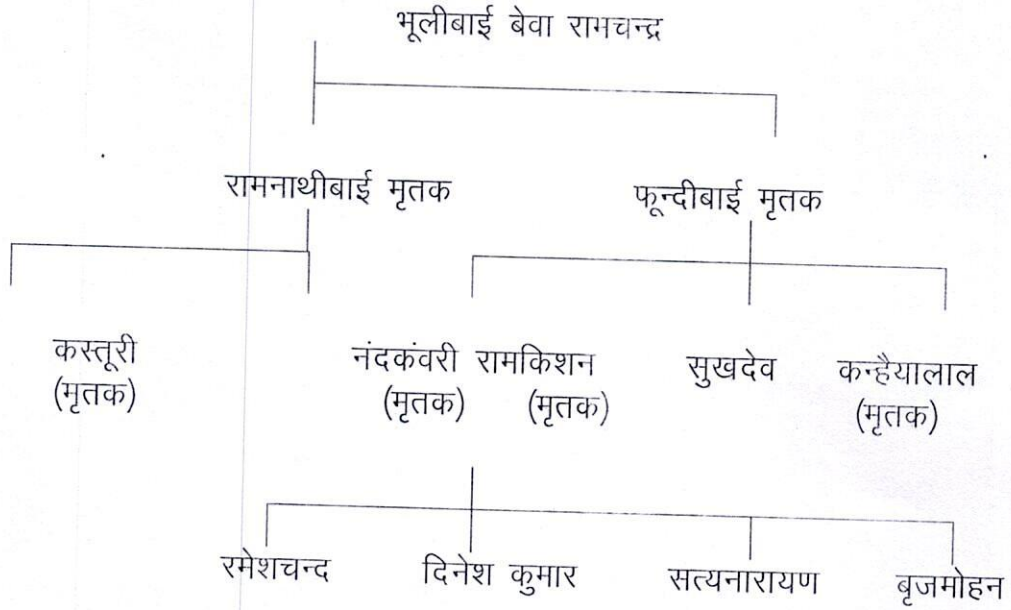 भूलीबाई बेवा रामचन्द्र
रामनाथीबाई मृतक फून्दीबाई मृतक
कस्तूरी नंदकंवरी रामकिशन सुखदेव कन्हैयालाल
(मृतक) (मृतक) (मृतक) (मृतक)
रमेशचन्द दिनेश कुमार सत्यनारायण बृजमोहन